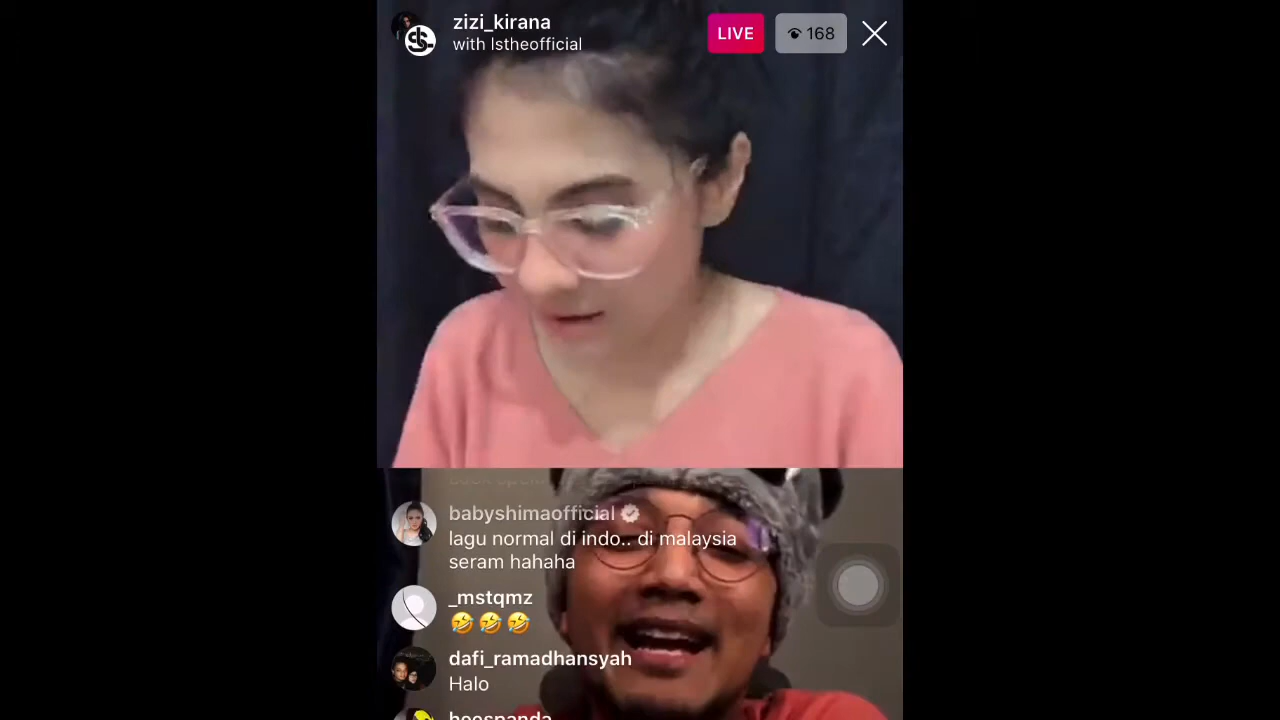 zizi_kirana
with lstheofficial
LIVE
168
babyshimaofficial
lagu normal di indo.. di malaysia
seram hahaha
_mstqmz
🤣🤣🤣
dafi_ramadhansyah
Halo